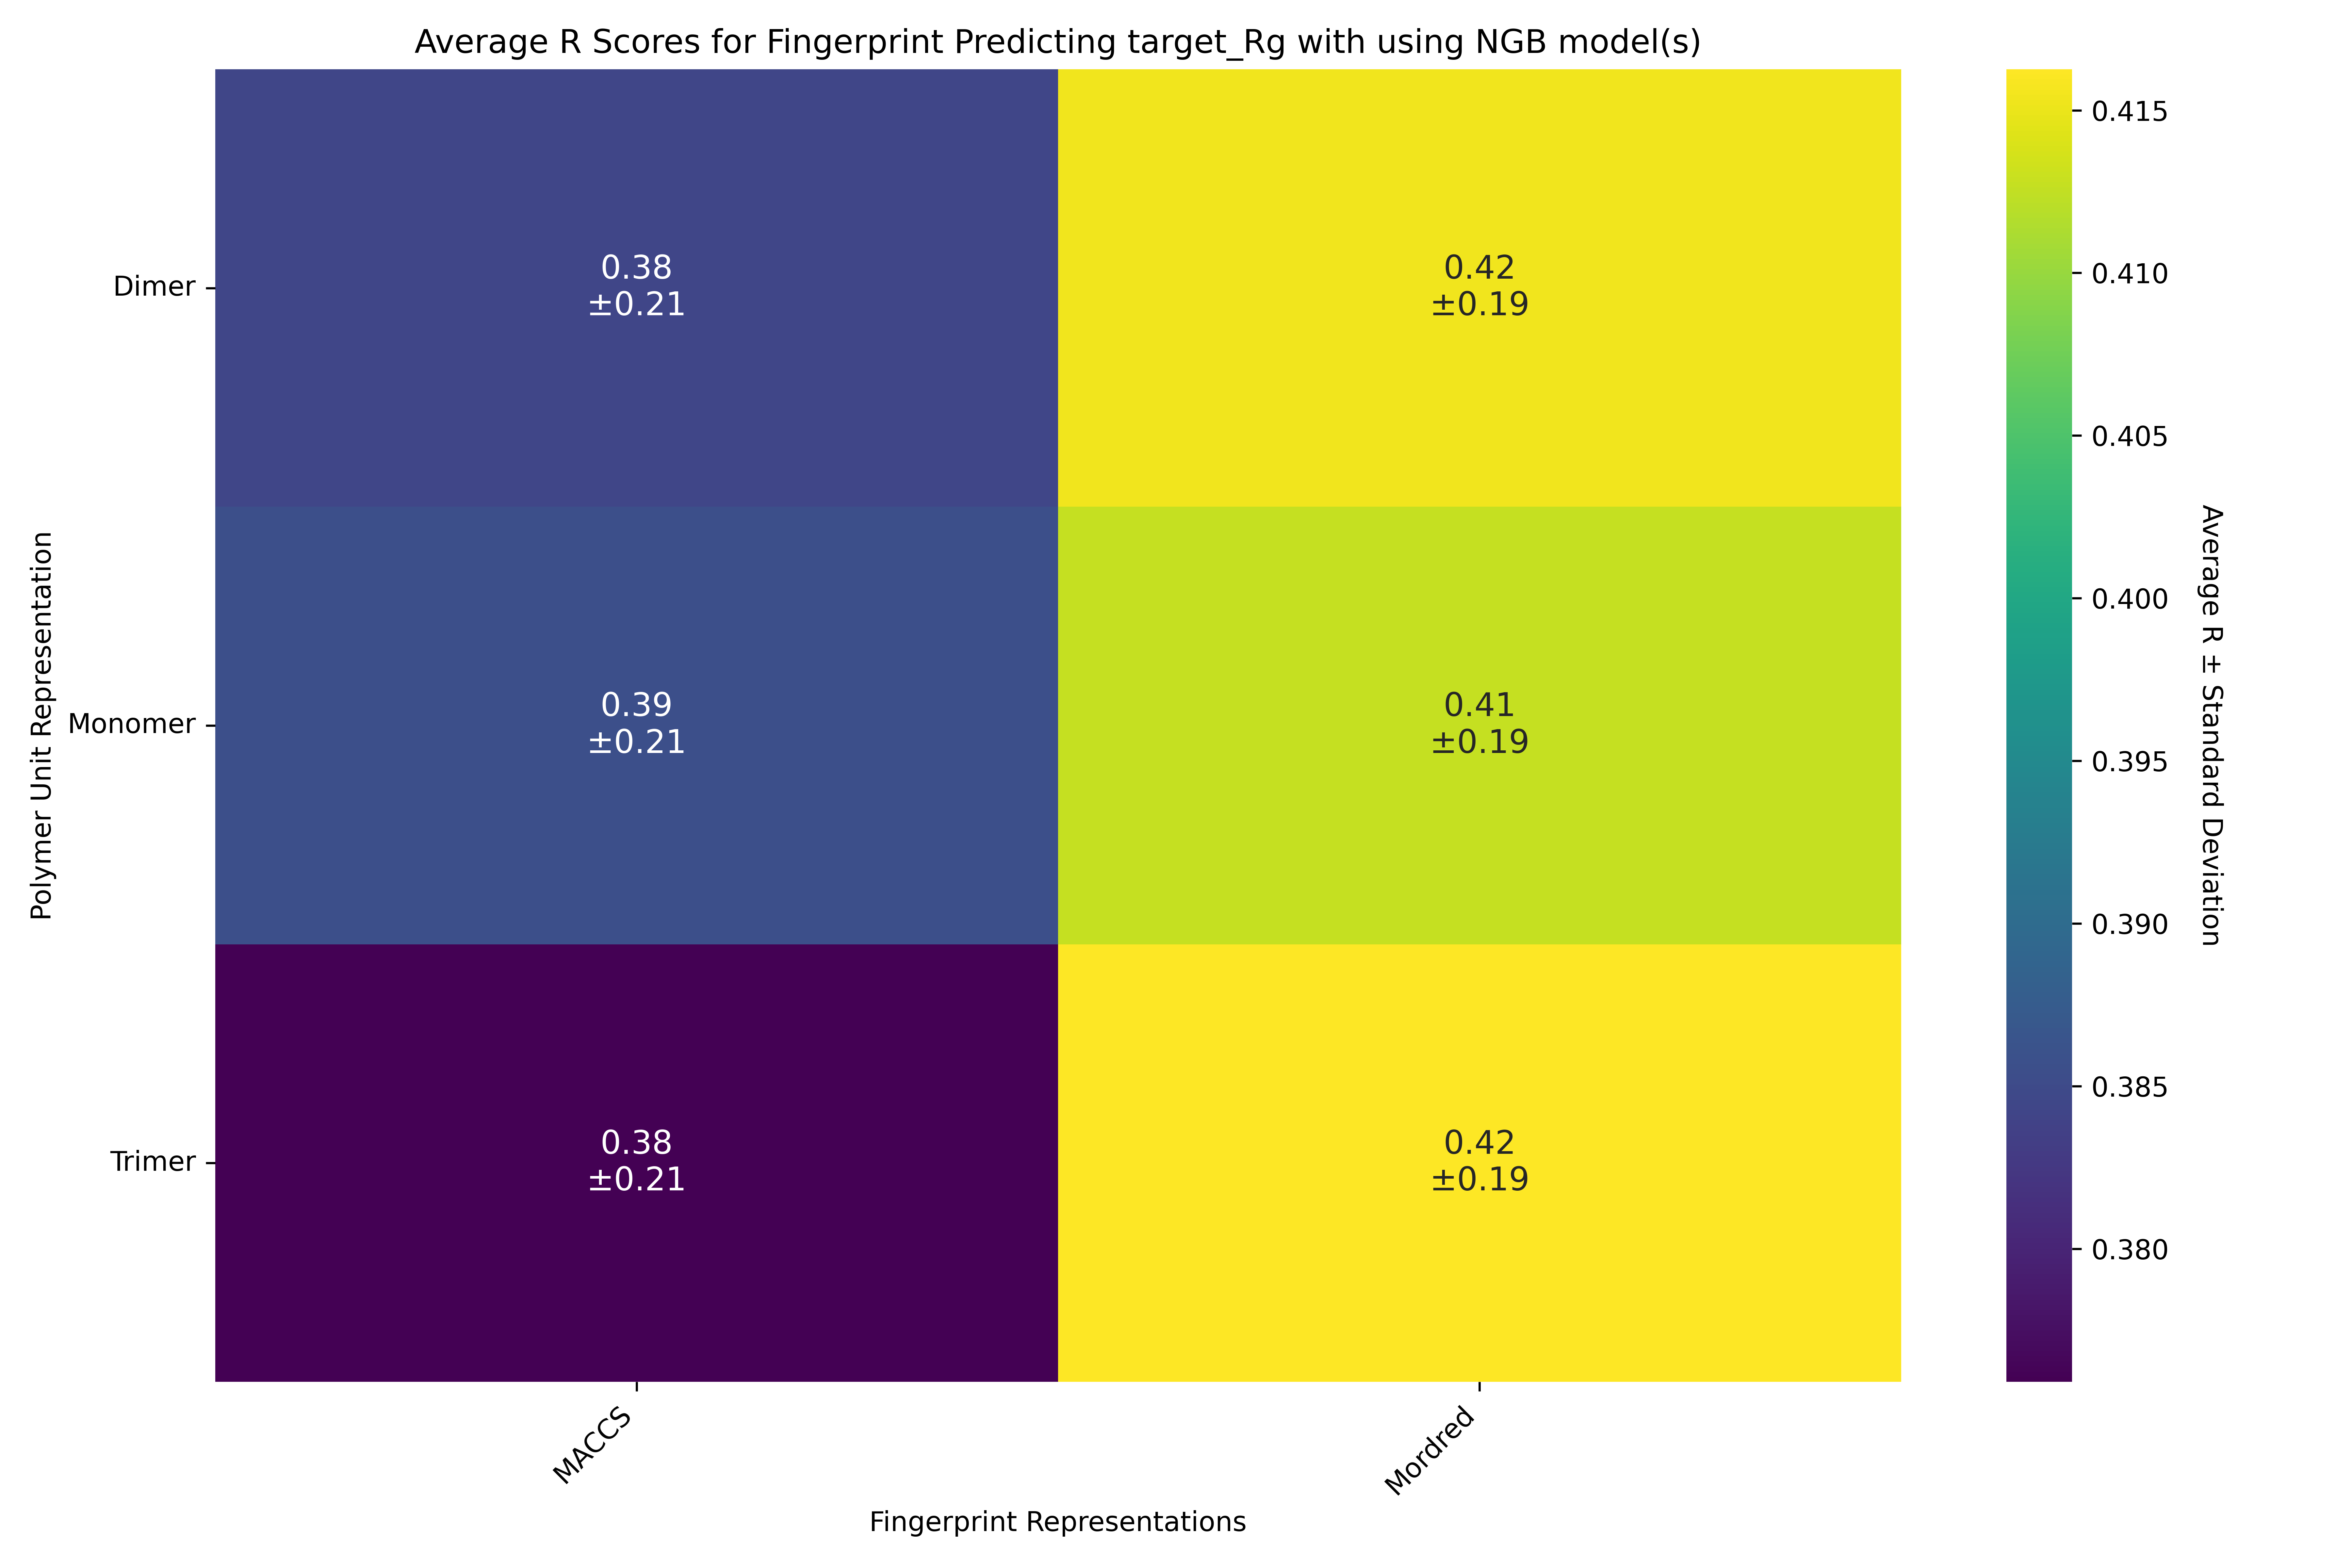 Average R Scores for Fingerprint Predicting target_Rg with using NGB model(s)
Polymer Unit Representation
Dimer
Monomer
Trimer
0.38
±0.21
0.42
±0.19
0.39
±0.21
0.41
±0.19
0.38
±0.21
0.42
±0.19
MACCS
Mordred
Fingerprint Representations
0.415
0.410
0.405
0.400
0.395
0.390
0.385
0.380
Average R ± Standard Deviation